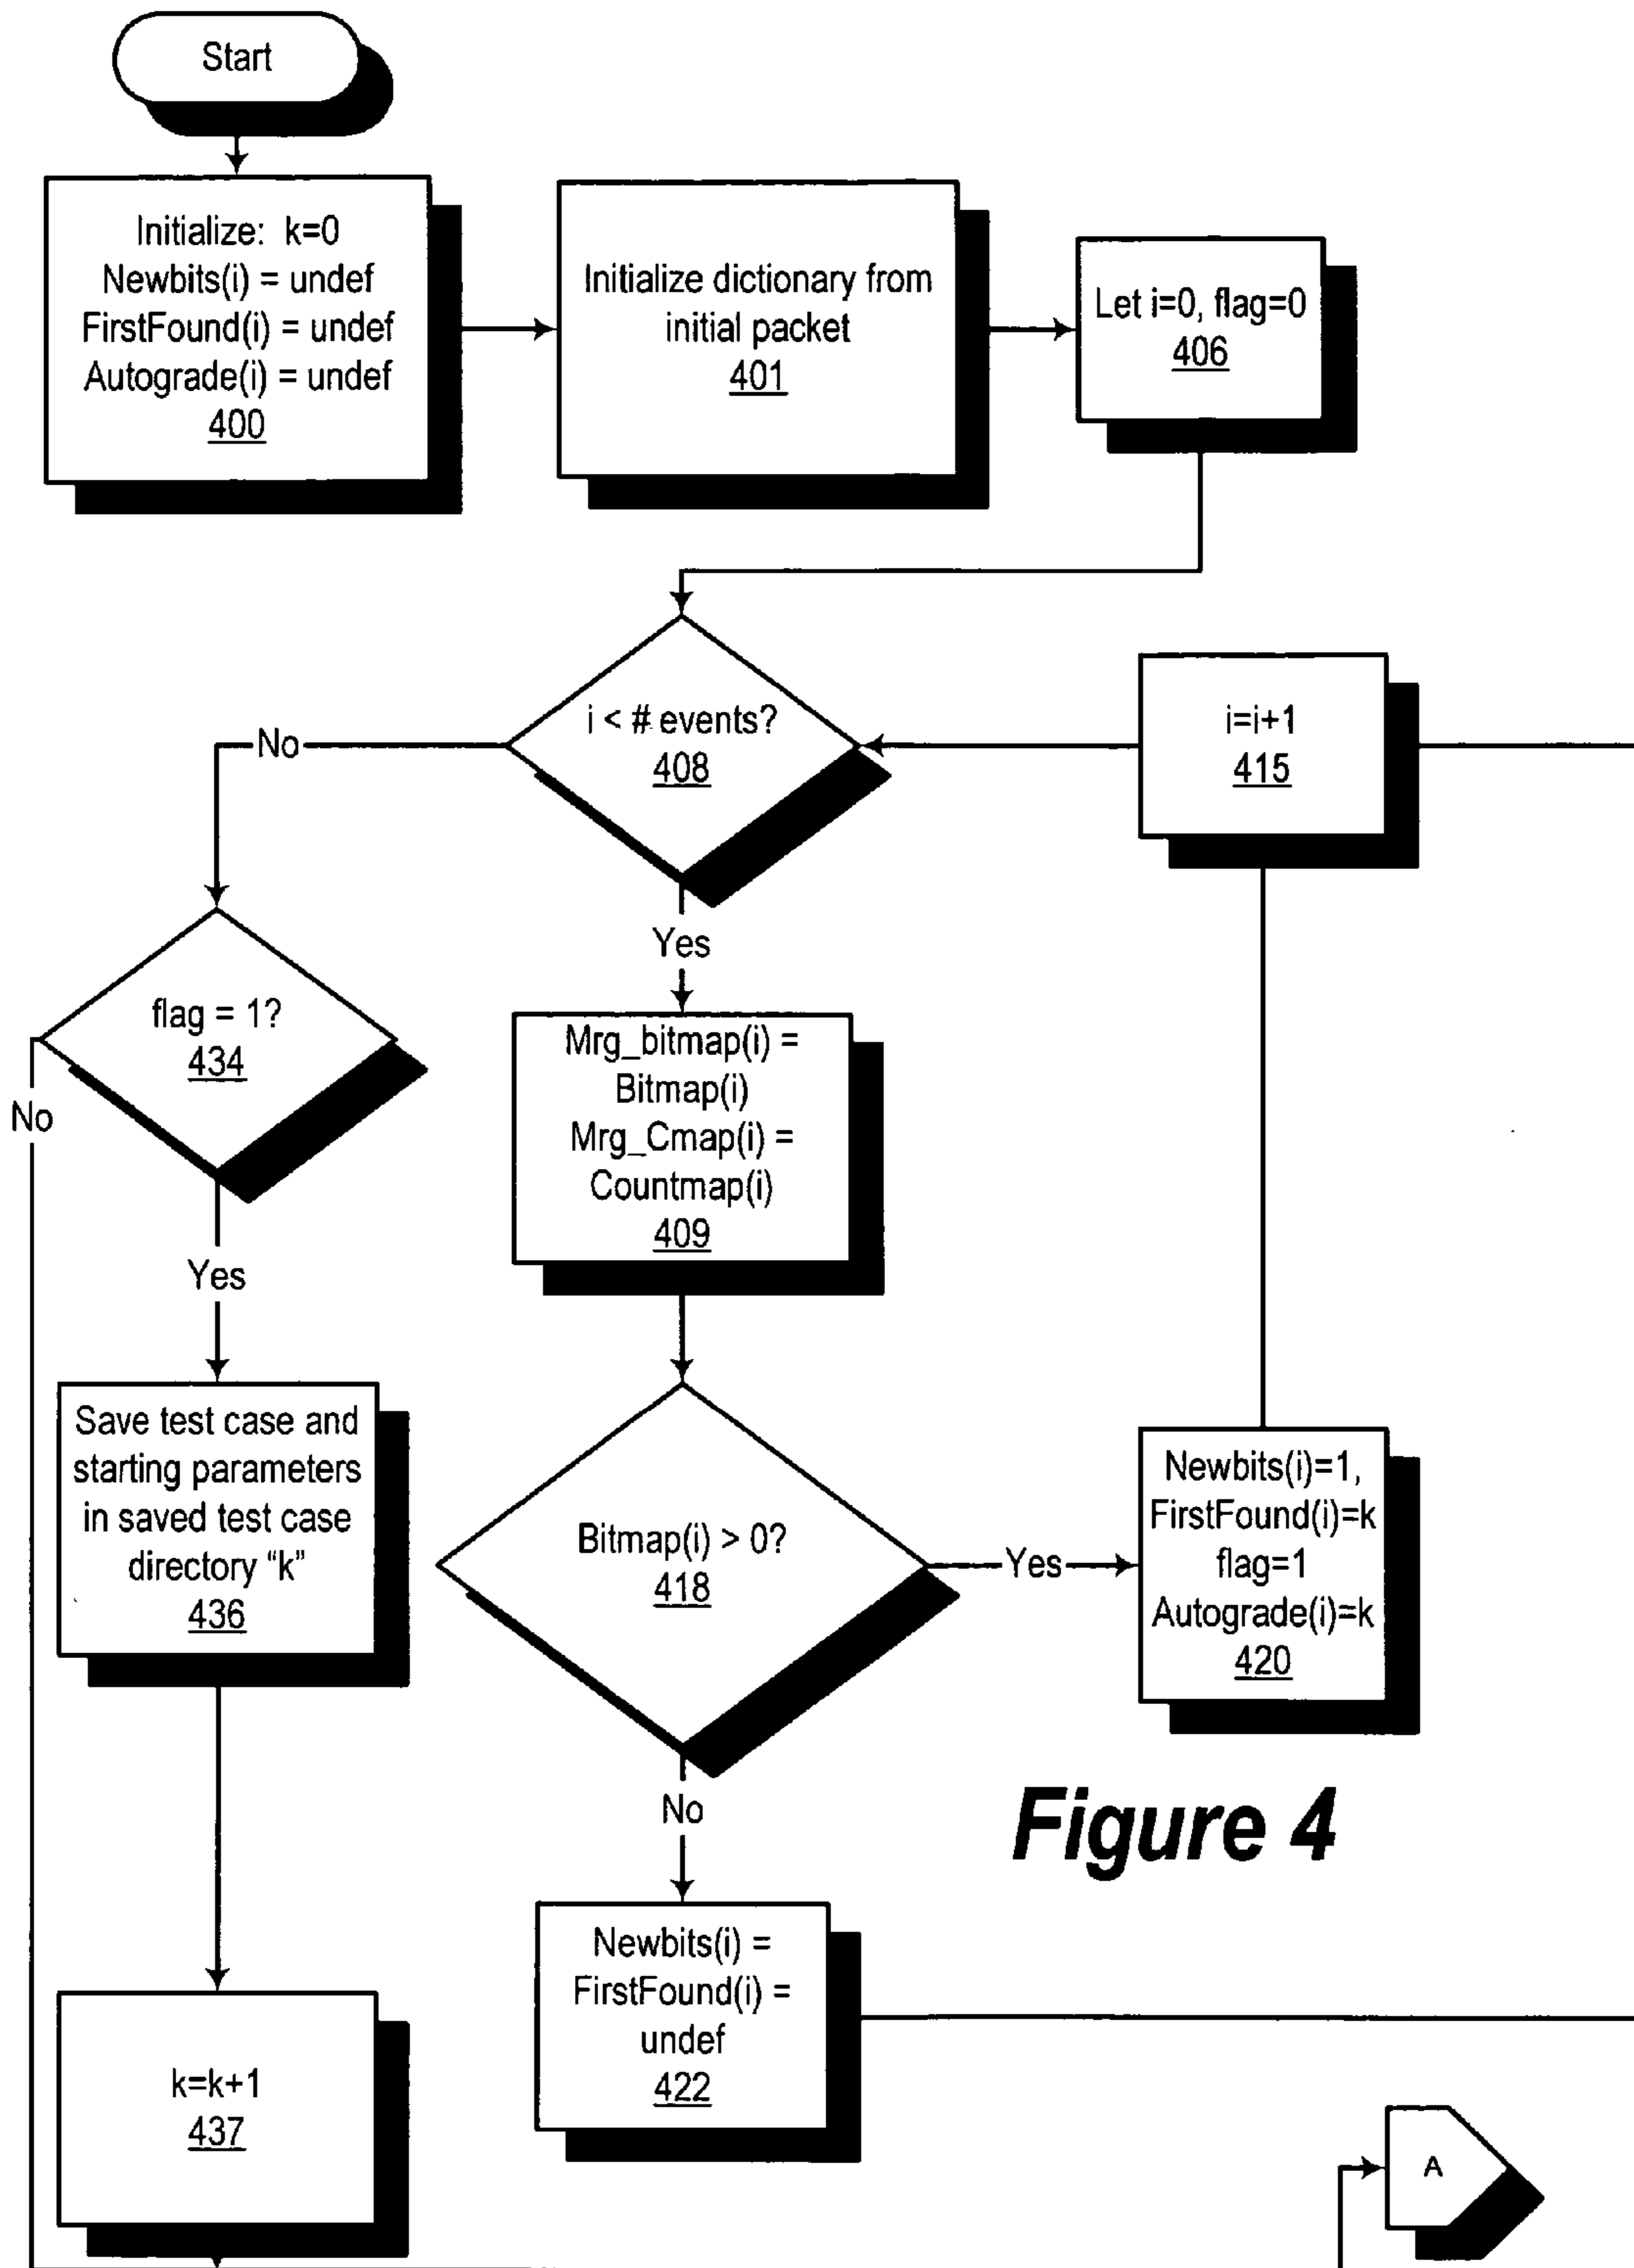 Start
Initialize: k=0
Newbits(i) = undef
FirstFound(i) = undef
Autograde(i) = undef
400
Initialize dictionary from
initial packet
401
Let i=0, flag=0
406
i < # events?
408
i=i+1
415
No
Yes
flag = 1?
434
No
Yes
Mrg_bitmap(i) =
Bitmap(i)
Mrg_Cmap(i) =
Countmap(i)
409
Save test case and
starting parameters
in saved test case
directory “k”
436
Bitmap(i) > 0?
418
Yes
Newbits(i)=1,
FirstFound(i)=k
flag=1
Autograde(i)=k
420
No
Figure 4
Newbits(i) =
FirstFound(i) =
undef
422
k=k+1
437
A